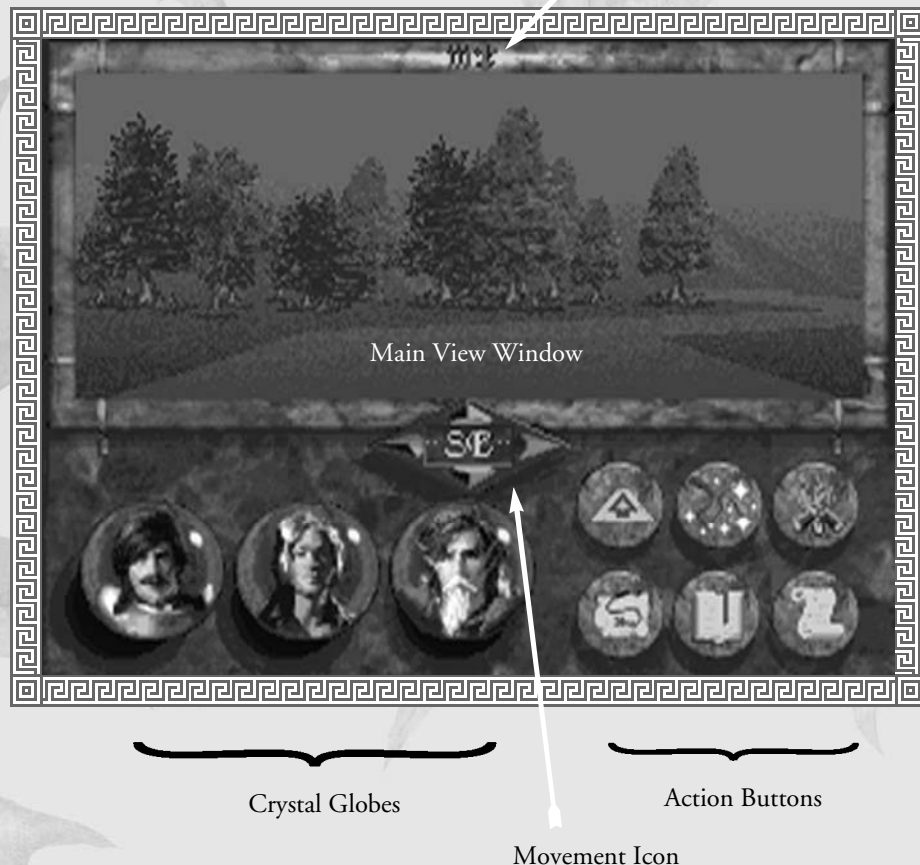 Main View Window
SE
Crystal Globes
Action Buttons
Movement Icon